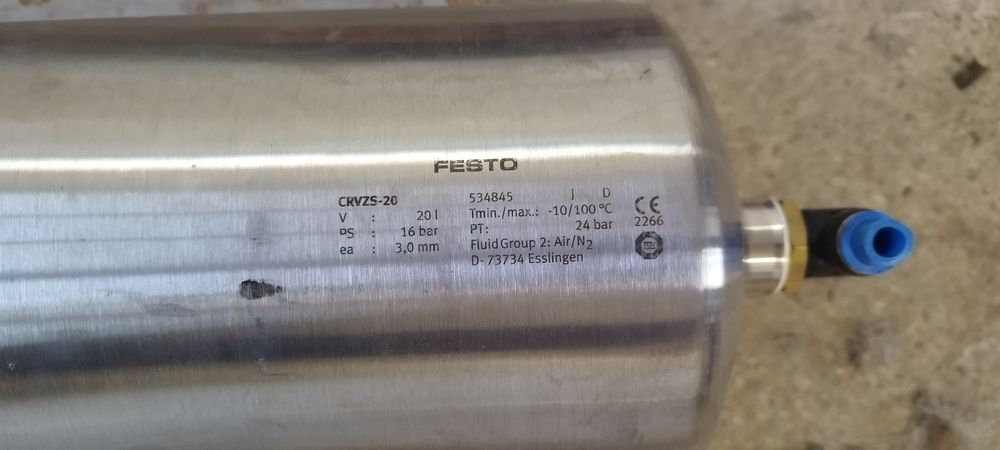 FESTO
CRVZS-20
V : 20 l
PS : 16 bar
ea : 3,0 mm
534845 J D
Tmin./max.: -10/100 °C
PT: 24 bar
Fluid Group 2: Air/N₂
D- 73734 Esslingen
CE
2266